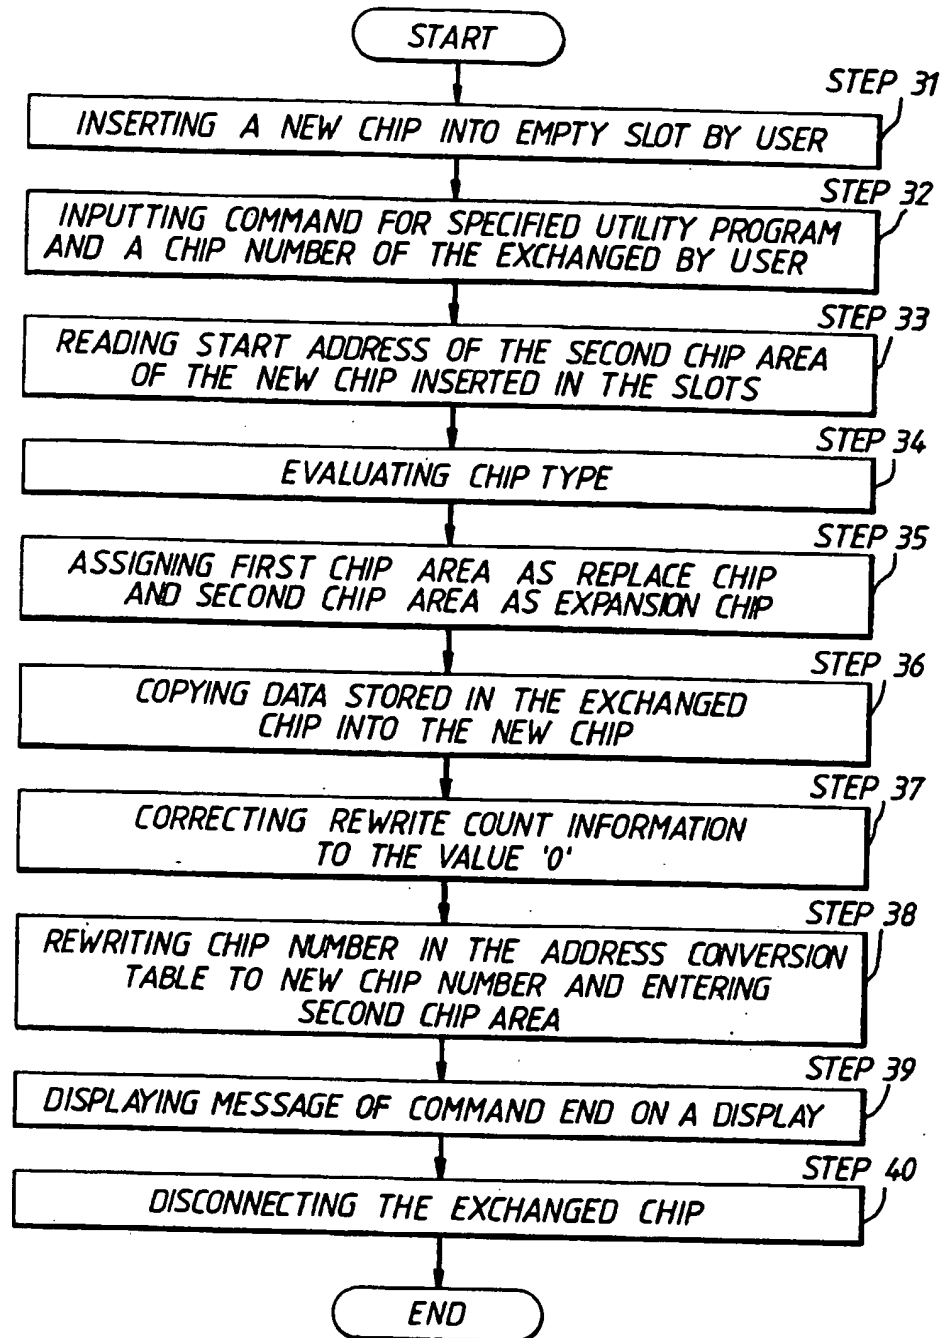 START
STEP 31
INSERTING A NEW CHIP INTO EMPTY SLOT BY USER
STEP 32
INPUTTING COMMAND FOR SPECIFIED UTILITY PROGRAM
AND A CHIP NUMBER OF THE EXCHANGED BY USER
STEP 33
READING START ADDRESS OF THE SECOND CHIP AREA
OF THE NEW CHIP INSERTED IN THE SLOTS
STEP 34
EVALUATING CHIP TYPE
STEP 35
ASSIGNING FIRST CHIP AREA AS REPLACE CHIP
AND SECOND CHIP AREA AS EXPANSION CHIP
STEP 36
COPYING DATA STORED IN THE EXCHANGED
CHIP INTO THE NEW CHIP
STEP 37
CORRECTING REWRITE COUNT INFORMATION
TO THE VALUE '0'
STEP 38
REWRITING CHIP NUMBER IN THE ADDRESS CONVERSION
TABLE TO NEW CHIP NUMBER AND ENTERING
SECOND CHIP AREA
STEP 39
DISPLAYING MESSAGE OF COMMAND END ON A DISPLAY
STEP 40
DISCONNECTING THE EXCHANGED CHIP
END